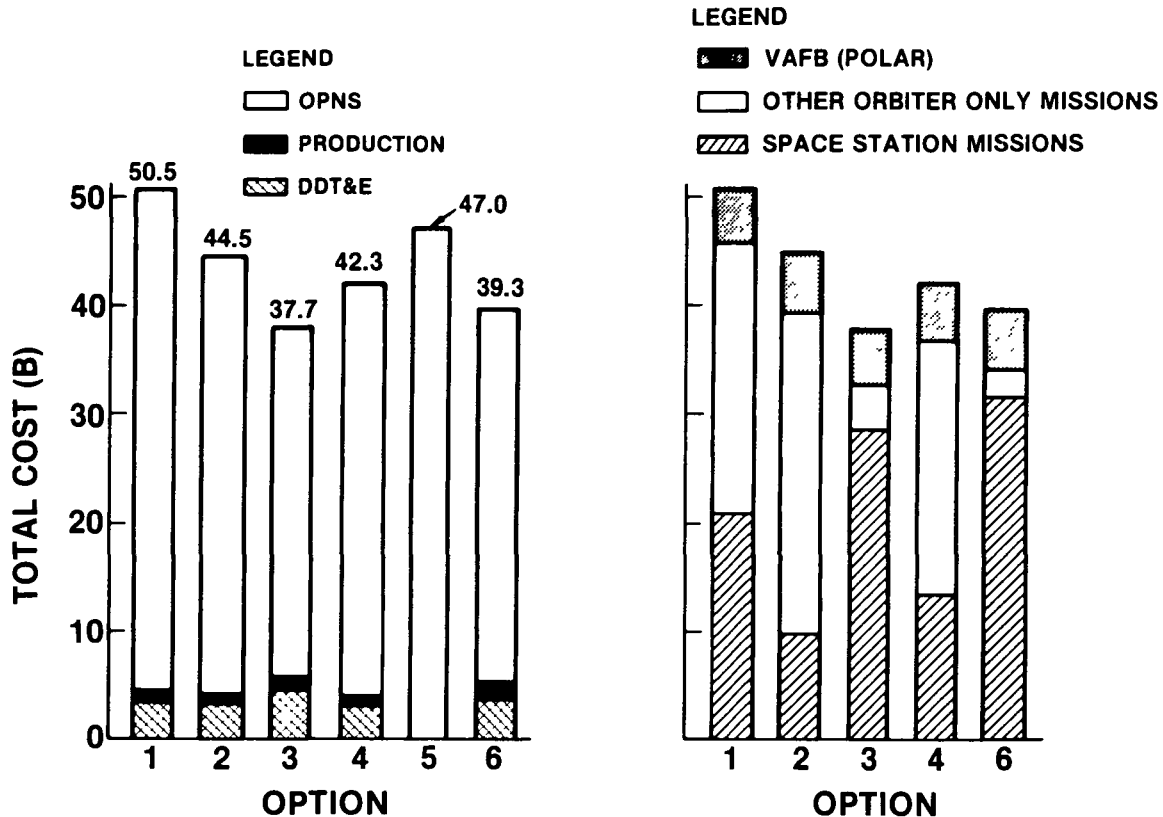 LEGEND
OPNS
PRODUCTION
DDT&E
TOTAL COST (B)
50
40
30
20
10
0
50.5
44.5
37.7
42.3
47.0
39.3
1 2 3 4 5 6
OPTION
LEGEND
VAFB (POLAR)
OTHER ORBITER ONLY MISSIONS
SPACE STATION MISSIONS
1 2 3 4 6
OPTION